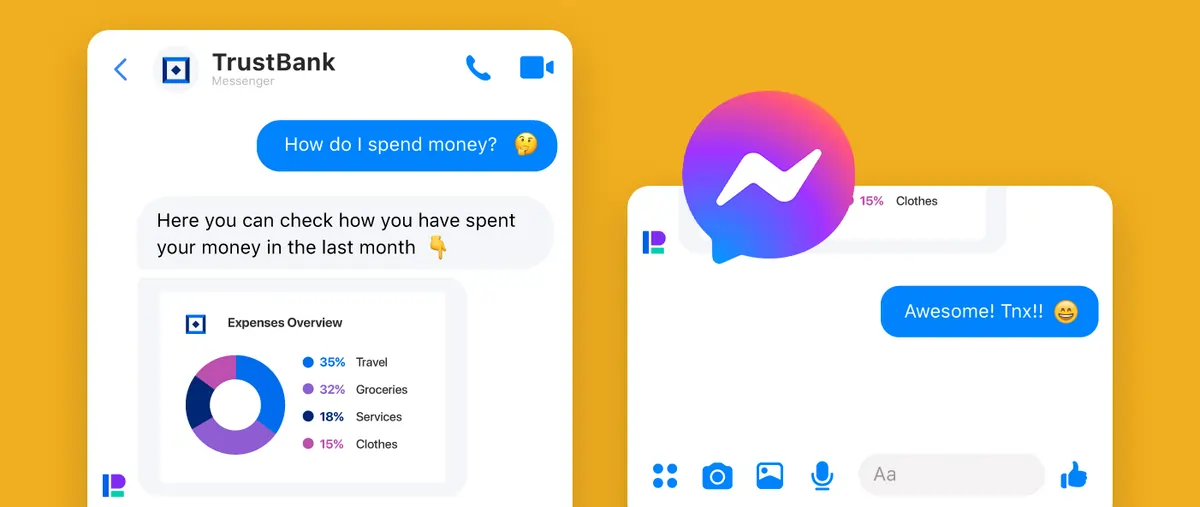 TrustBank
Messenger
How do I spend money? 🤔
Here you can check how you have spent
your money in the last month 👇
Expenses Overview
35% Travel
32% Groceries
18% Services
15% Clothes
15% Clothes
Awesome! Tnx!! 😄
Aa